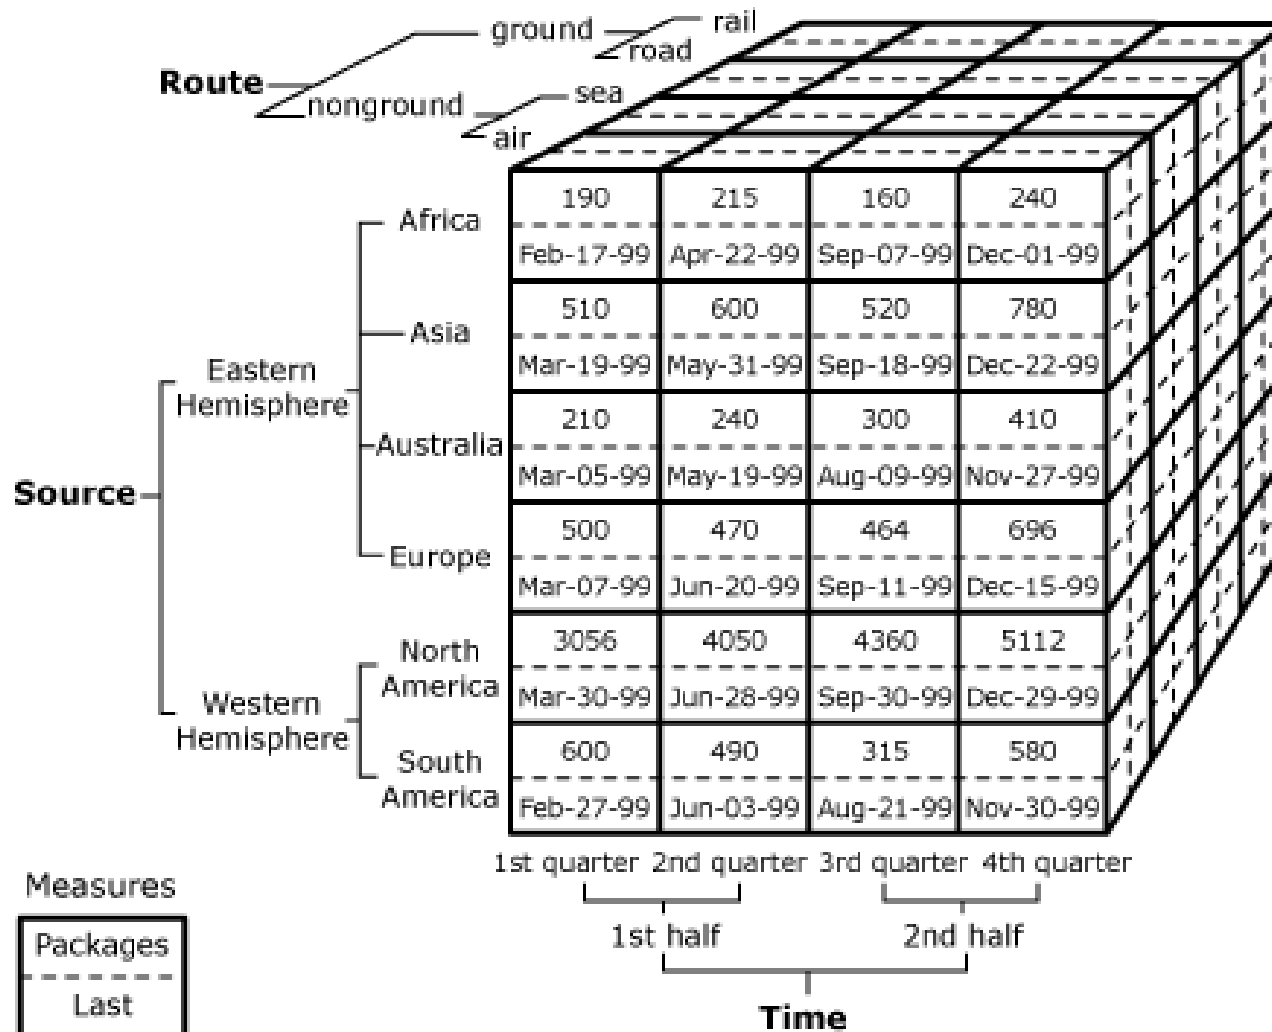 ground
rail
road
Route
nonground
sea
air
190 215 160 240
Africa
Feb-17-99 Apr-22-99 Sep-07-99 Dec-01-99
510 600 520 780
Asia
Mar-19-99 May-31-99 Sep-18-99 Dec-22-99
Eastern
Hemisphere
210 240 300 410
Australia
Mar-05-99 May-19-99 Aug-09-99 Nov-27-99
Source
500 470 464 696
Europe
Mar-07-99 Jun-20-99 Sep-11-99 Dec-15-99
3056 4050 4360 5112
North
America
Mar-30-99 Jun-28-99 Sep-30-99 Dec-29-99
Western
Hemisphere
600 490 315 580
South
America
Feb-27-99 Jun-03-99 Aug-21-99 Nov-30-99
1st quarter 2nd quarter 3rd quarter 4th quarter
Measures
Packages
Last
1st half 2nd half
Time